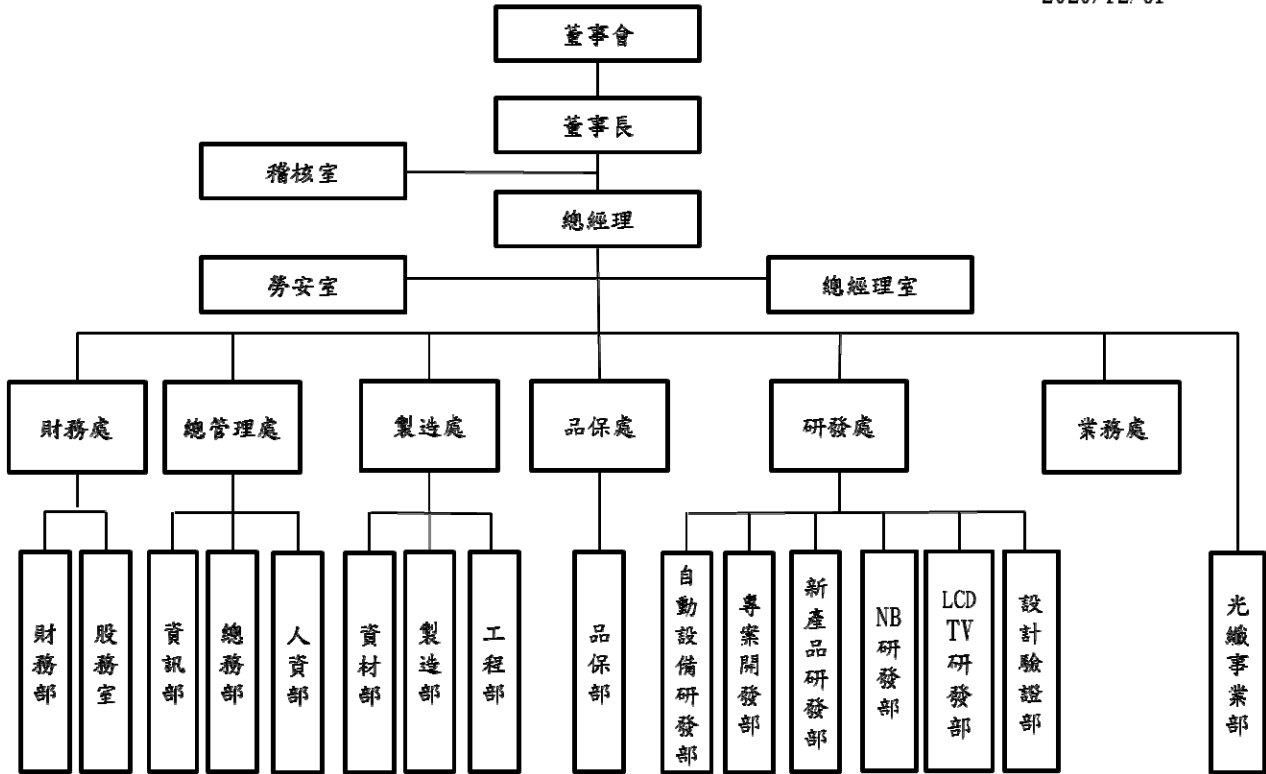 董事會
董事長
稽核室
總經理
勞安室
總經理室
財務處
總管理處
製造處
品保處
研發處
業務處
財務部
股務室
資訊部
總務部
人資部
資材部
製造部
工程部
品保部
自動設備研發部
專案開發部
新產品研發部
NB研發部
LCD TV研發部
設計驗證部
光纖事業部